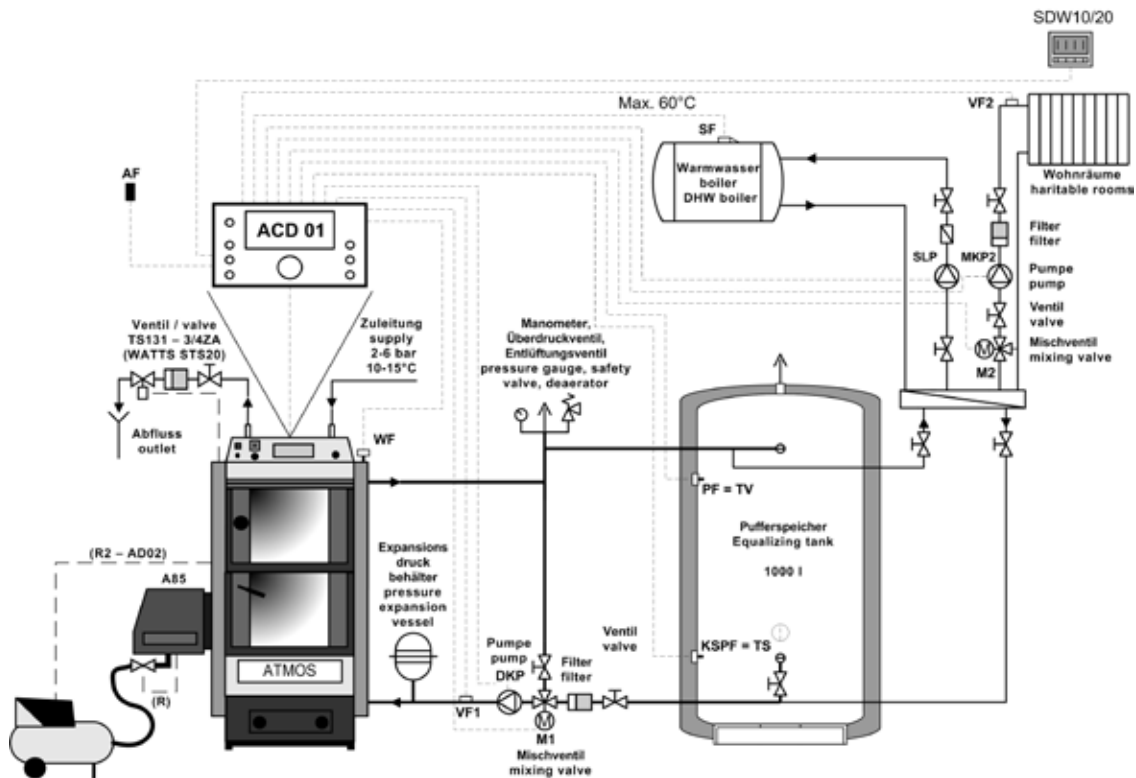 SDW10/20
Max. 60°C
VF2
SF
Warmwasser
boiler
DHW boiler
Wohnräume
haritable rooms
AF
ACD 01
Filter
filter
SLP
MKP2
Pumpe
pump
Ventil
valve
Mischventil
mixing valve
M
M2
Ventil / valve
TS131 – 3/4ZA
(WATTS STS20)
Zuleitung
supply
2-6 bar
10-15°C
Manometer,
Überdruckventil,
Entlüftungsventil
pressure gauge, safety
valve, deaerator
Abfluss
outlet
WF
PF = TV
Pufferspeicher
Equalizing tank
1000 l
(R2 – AD02)
A85
Expansions
druck
behälter
pressure
expansion
vessel
Ventil
valve
KSPF = TS
Pumpe
pump
DKP
Filter
filter
ATMOS
(R)
VF1
M
M1
Mischventil
mixing valve